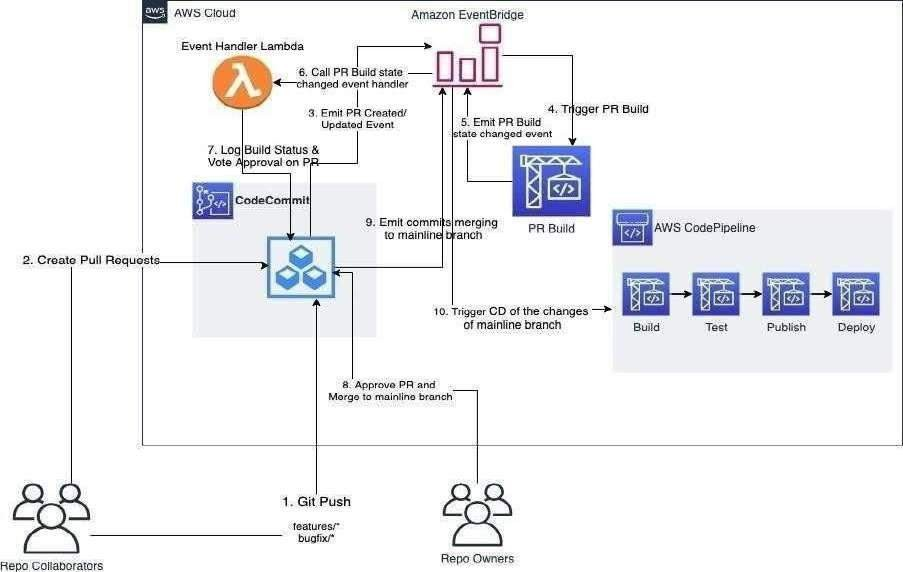 aws
AWS Cloud
Amazon EventBridge
Event Handler Lambda
6. Call PR Build state
changed event handler
3. Emit PR Created/
Updated Event
4. Trigger PR Build
5. Emit PR Build
state changed event
7. Log Build Status &
Vote Approval on PR
CodeCommit
PR Build
9. Emit commits merging
to mainline branch
AWS CodePipeline
2. Create Pull Requests
10. Trigger CD of the changes
of mainline branch
Build
Test
Publish
Deploy
8. Approve PR and
Merge to mainline branch
1. Git Push
features/*
bugfix/*
Repo Collaborators
Repo Owners